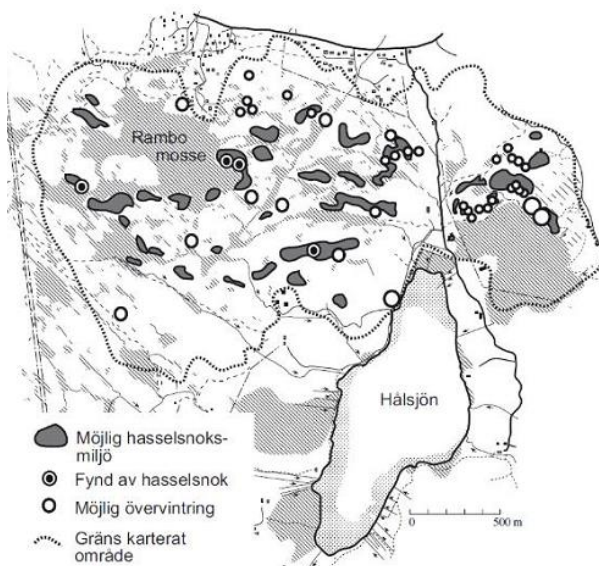 Rambo
mosse
Hålsjön
Möjlig hasselsnoks-
miljö
Fynd av hasselsnok
Möjlig övervintring
Gräns karterat
område
0 500 m